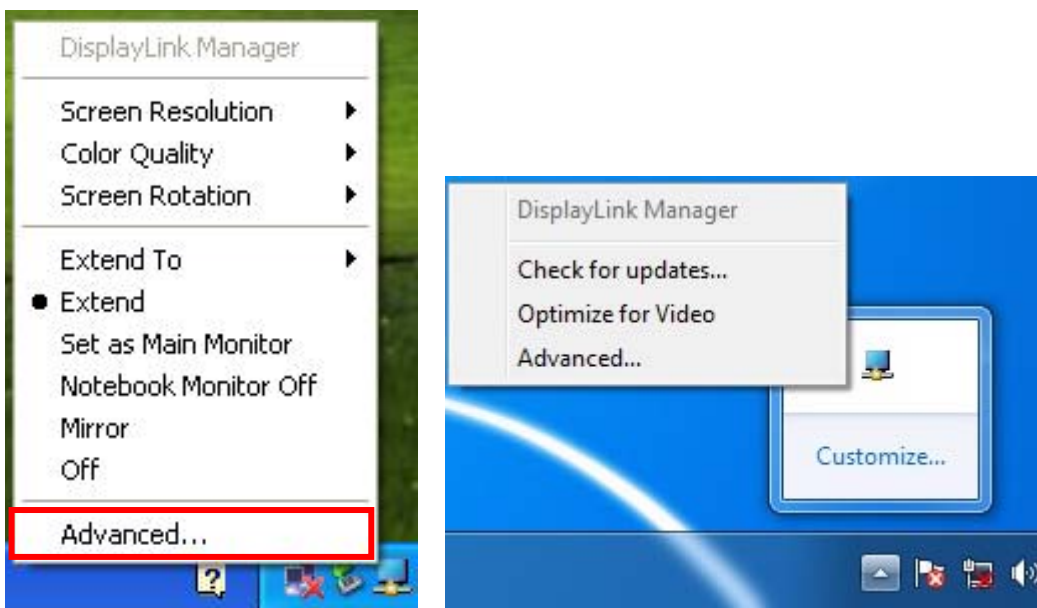 DisplayLink Manager
Screen Resolution
Color Quality
Screen Rotation
Extend To
Extend
Set as Main Monitor
Notebook Monitor Off
Mirror
Off
Advanced...
?
DisplayLink Manager
Check for updates...
Optimize for Video
Advanced...
Customize...